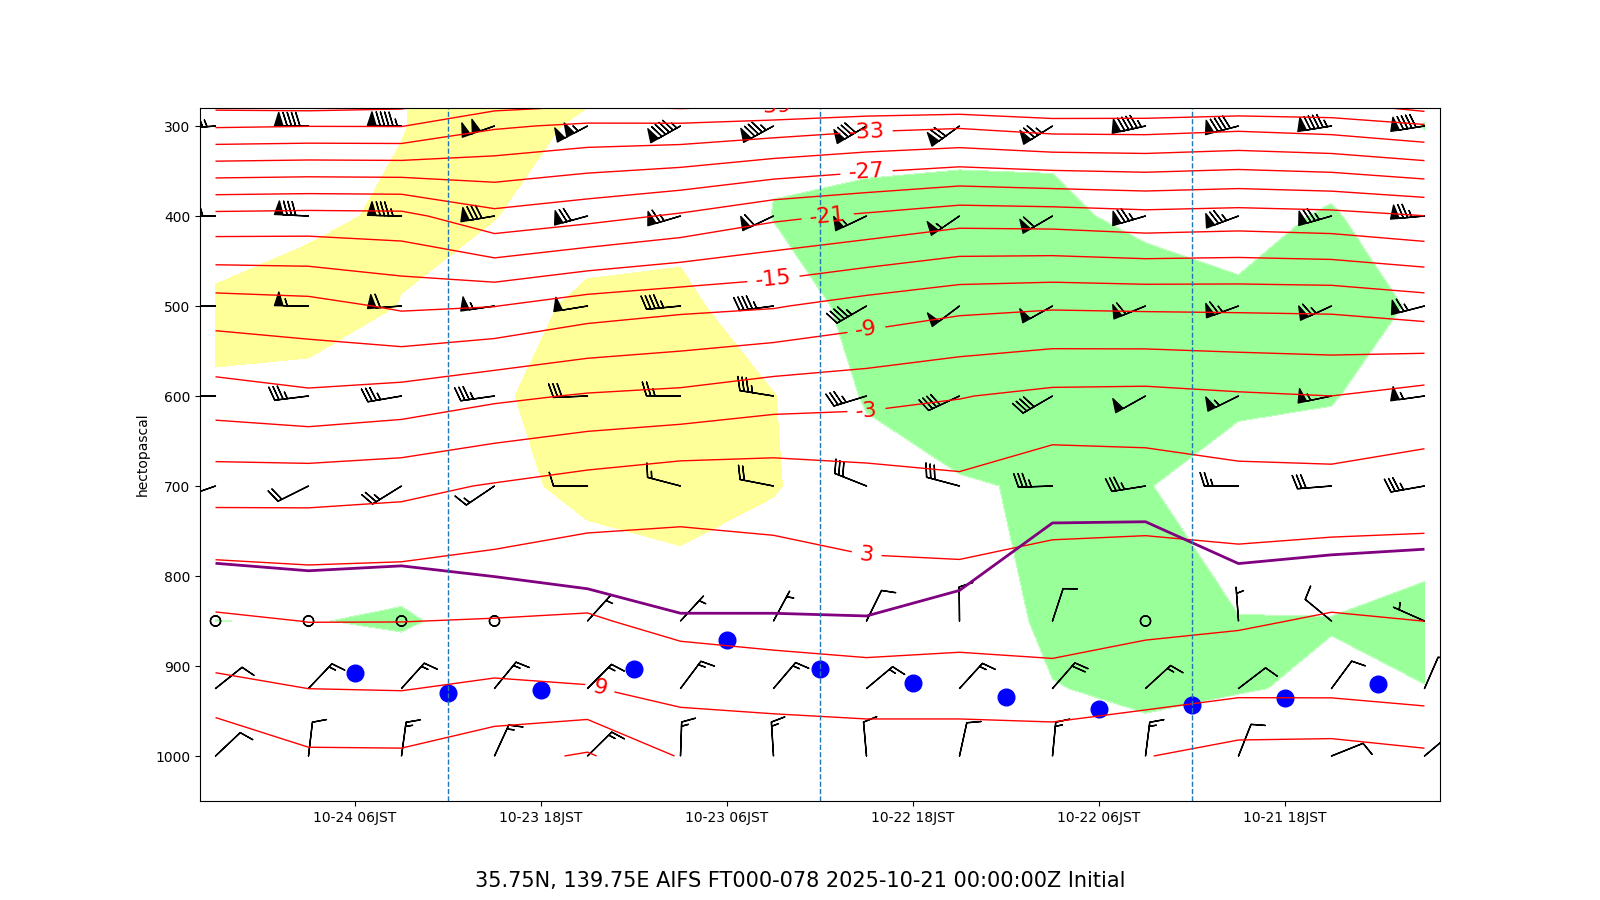 300
400
500
600
700
800
900
1000
hectopascal
-33
-27
-21
-15
-9
-3
3
9
10-24 06JST
10-23 18JST
10-23 06JST
10-22 18JST
10-22 06JST
10-21 18JST
35.75N, 139.75E AIFS FT000-078 2025-10-21 00:00:00Z Initial